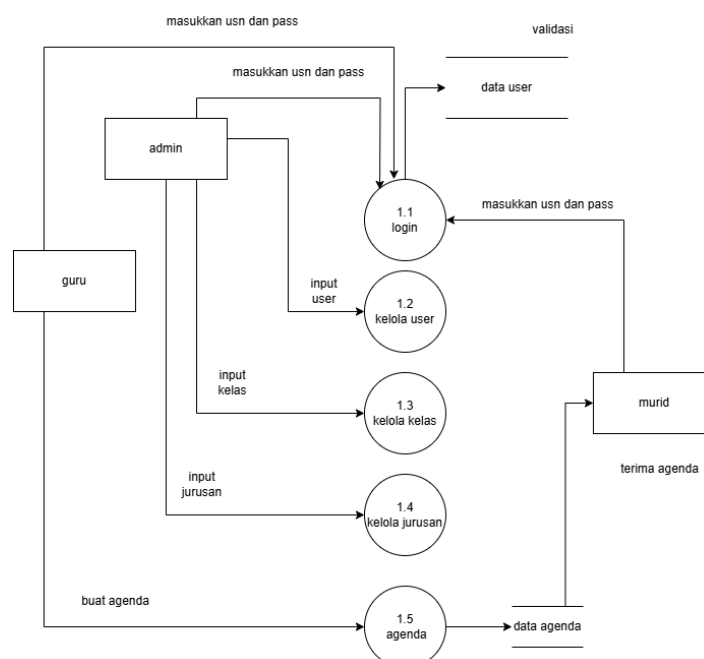 masukkan usn dan pass
validasi
masukkan usn dan pass
data user
admin
1.1
login
masukkan usn dan pass
guru
input
user
1.2
kelola user
input
kelas
1.3
kelola kelas
murid
terima agenda
input
jurusan
1.4
kelola jurusan
buat agenda
1.5
agenda
data agenda